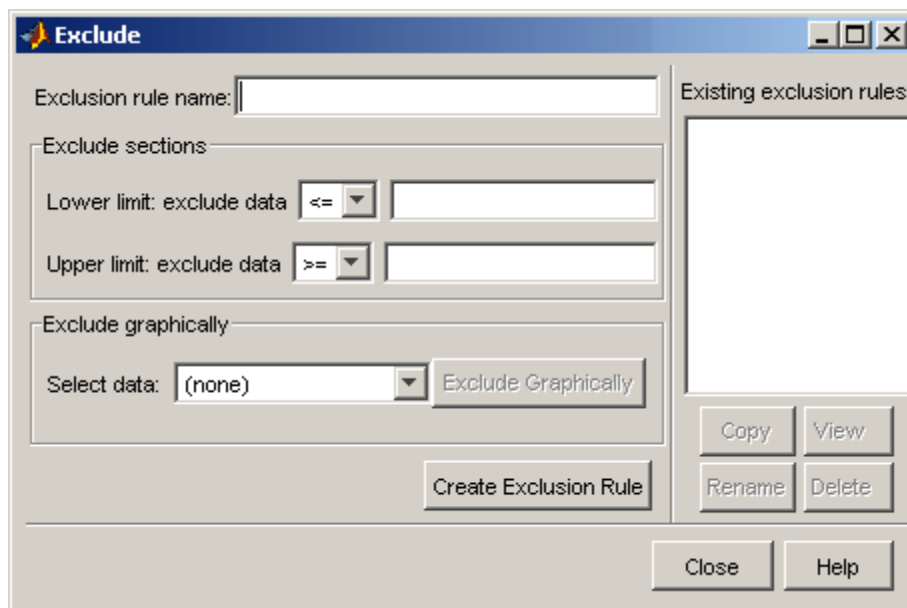 Exclude
Exclusion rule name:
Exclude sections
Lower limit: exclude data <=
Upper limit: exclude data >=
Exclude graphically
Select data: (none) Exclude Graphically
Create Exclusion Rule
Existing exclusion rules
Copy View
Rename Delete
Close Help